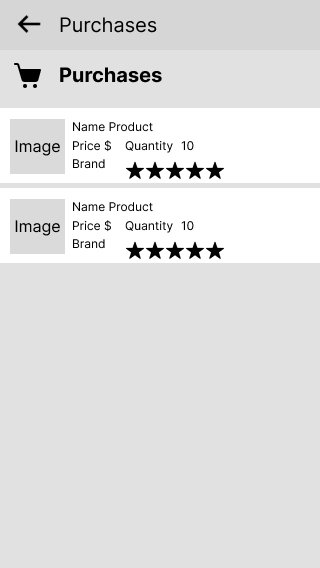 Purchases
Purchases
Image
Name Product
Price $ Quantity 10
Brand
Image
Name Product
Price $ Quantity 10
Brand